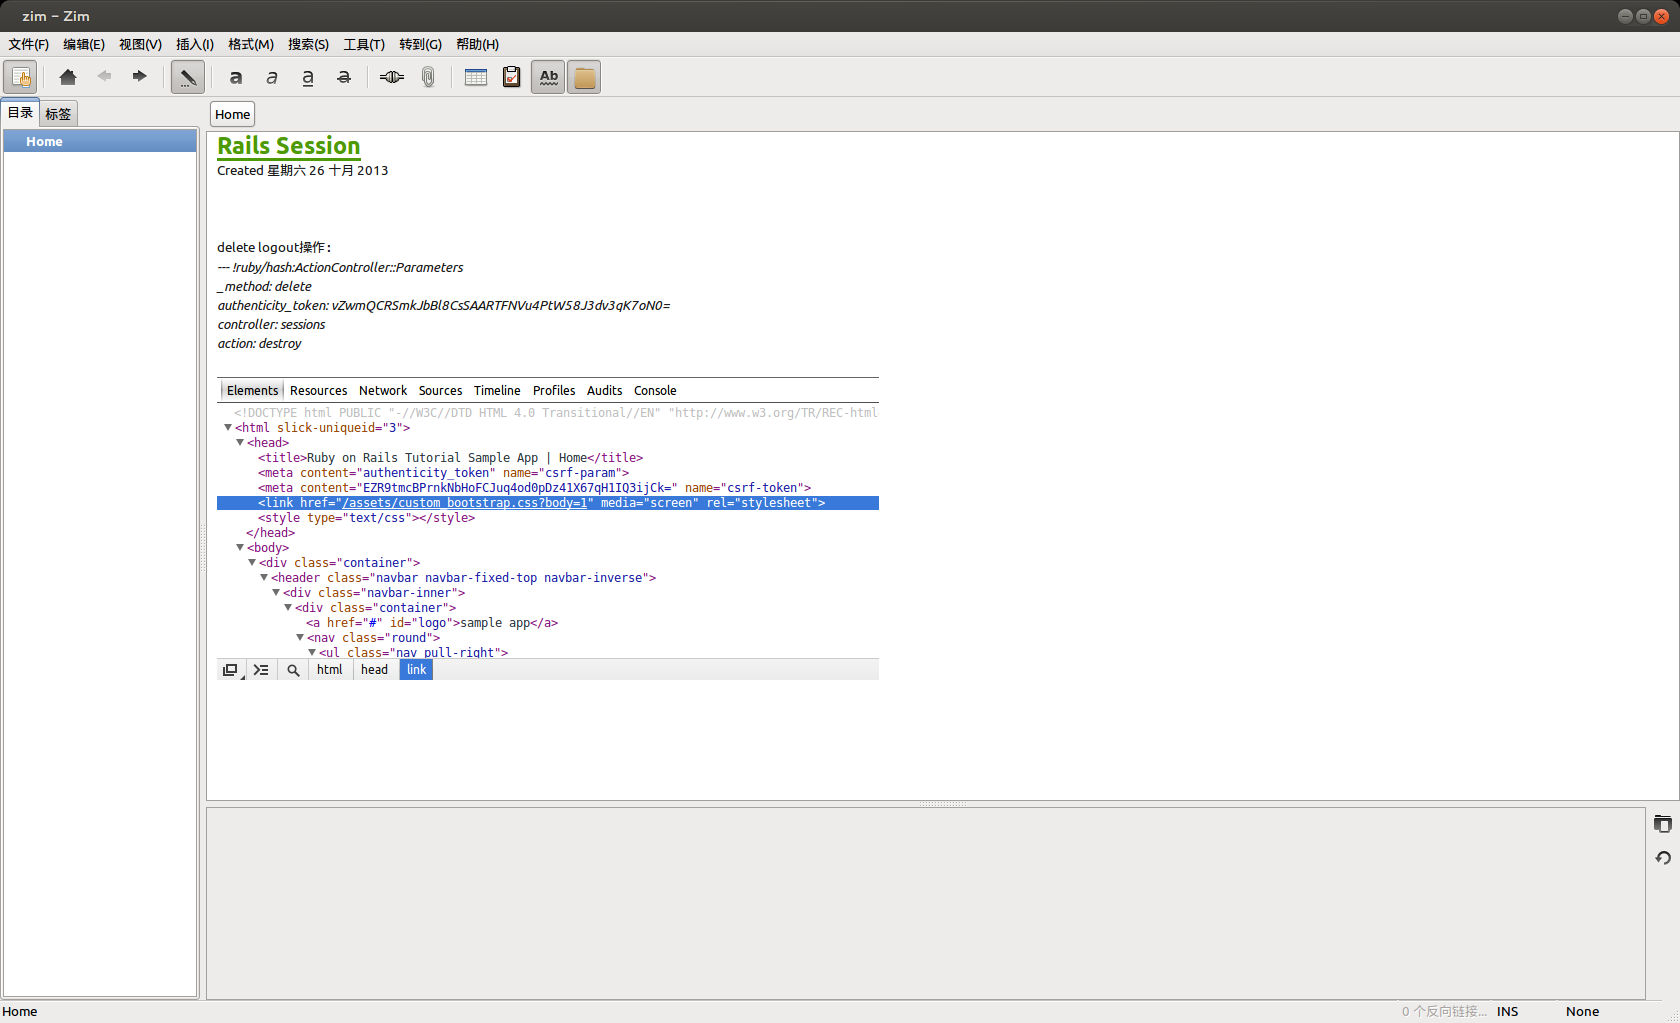 zim - Zim
文件(F) 编辑(E) 视图(V) 插入(I) 格式(M) 搜索(S) 工具(T) 转到(G) 帮助(H)
a a a a Ab
目录 标签
Home
Home
Rails Session
Created 星期六 26 十月 2013
delete logout操作：
--- !ruby/hash:ActionController::Parameters
_method: delete
authenticity_token: vZwmQCRSmkJbBl8CsSAARTFNVu4PtW58J3dv3qK7oN0=
controller: sessions
action: destroy
Elements Resources Network Sources Timeline Profiles Audits Console
<!DOCTYPE html PUBLIC "-//W3C//DTD HTML 4.0 Transitional//EN" "http://www.w3.org/TR/REC-html
<html slick-uniqueid="3">
<head>
<title>Ruby on Rails Tutorial Sample App | Home</title>
<meta content="authenticity_token" name="csrf-param">
<meta content="EZR9tmcBPrnkNbHoFCJuq4od0pDz41X67qH1IQ3ijCk=" name="csrf-token">
<link href="/assets/custom_bootstrap.css?body=1" media="screen" rel="stylesheet">
<style type="text/css"></style>
</head>
<body>
<div class="container">
<header class="navbar navbar-fixed-top navbar-inverse">
<div class="navbar-inner">
<div class="container">
<a href="#" id="logo">sample app</a>
<nav class="round">
<ul class="nav pull-right">
html head link
Home 0 个反向链接... INS None